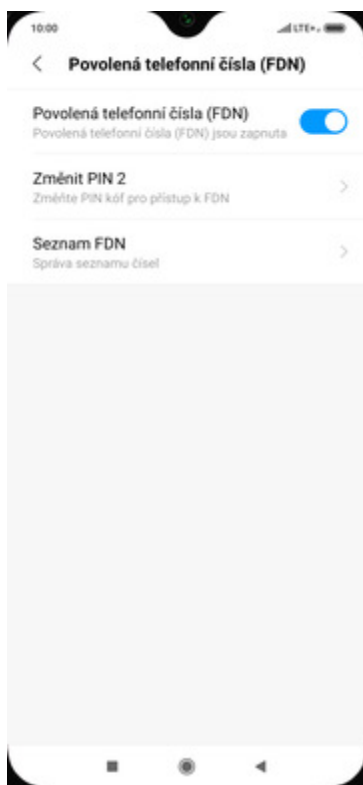 10:00
LTE+
Povolená telefonní čísla (FDN)
Povolená telefonní čísla (FDN)
Povolená telefonní čísla (FDN) jsou zapnuta
Změnit PIN 2
Změňte PIN kóf pro přístup k FDN
Seznam FDN
Správa seznamu čísel